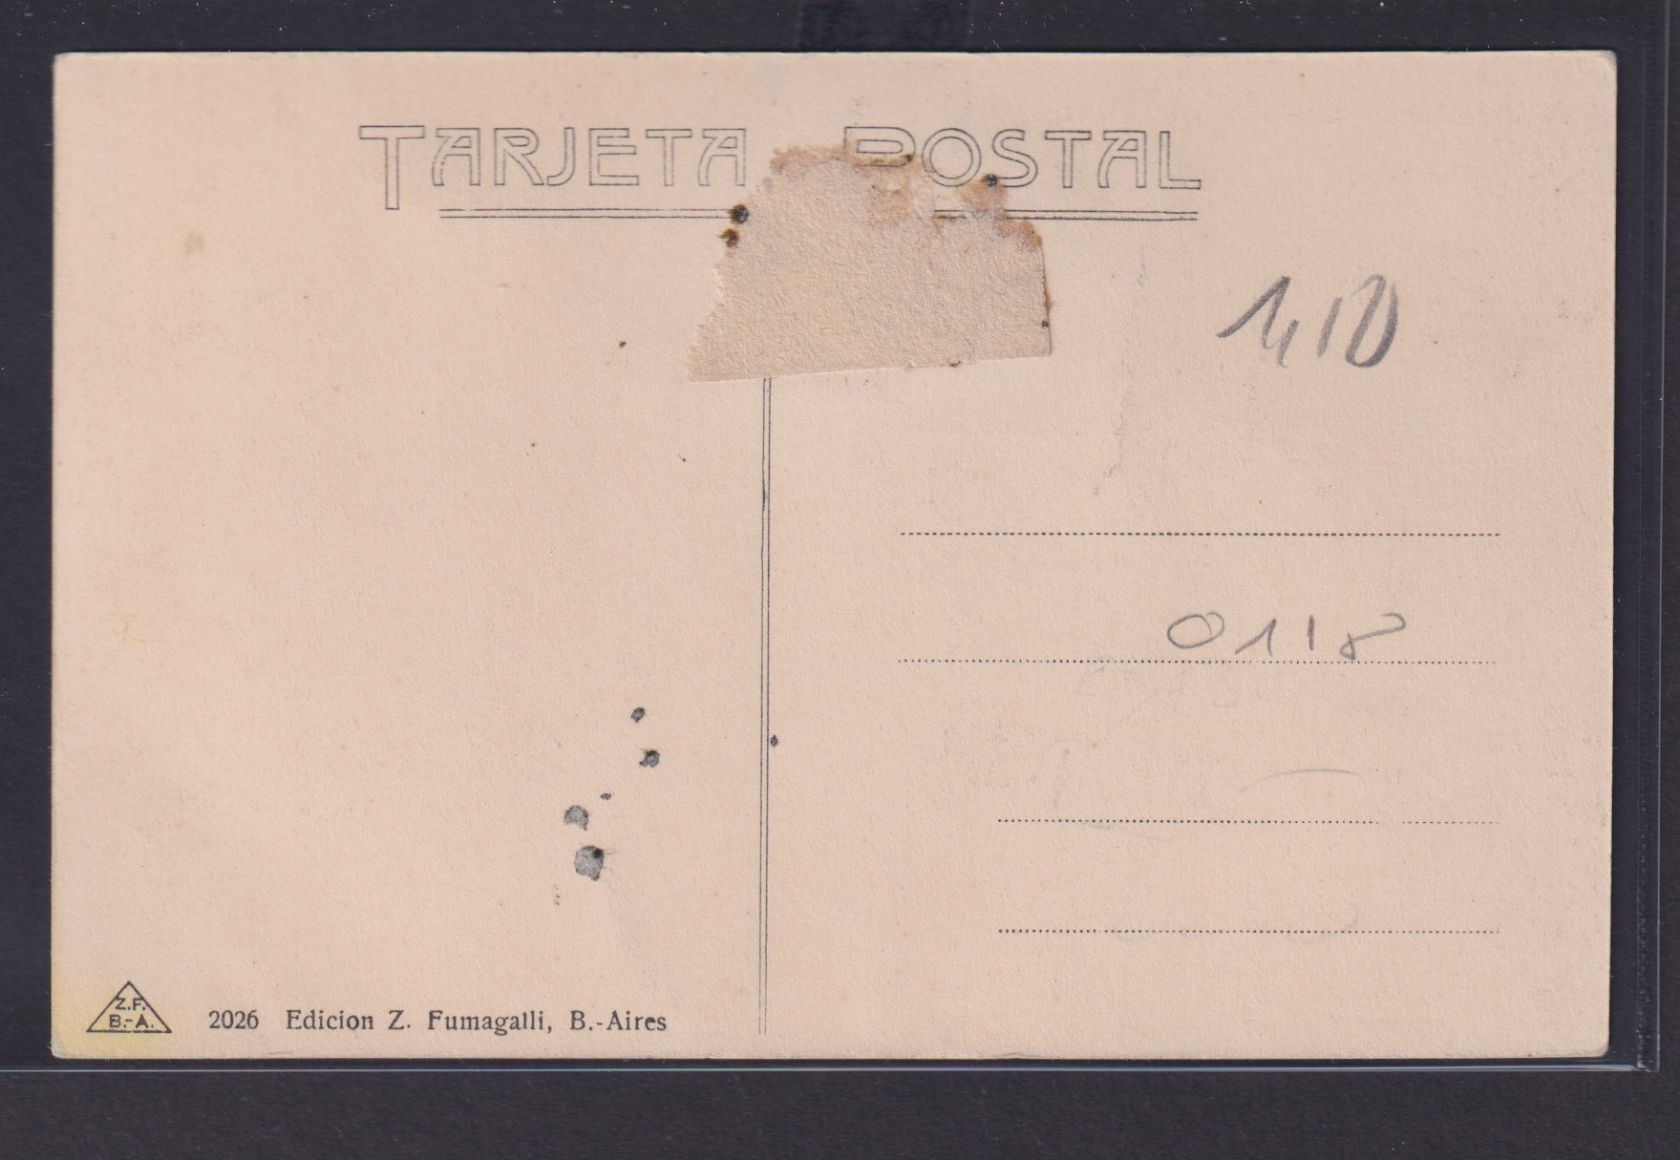 TARJETA POSTAL
1410
0118
Z.F.
B.-A.
2026 Edicion Z. Fumagalli, B.-Aires